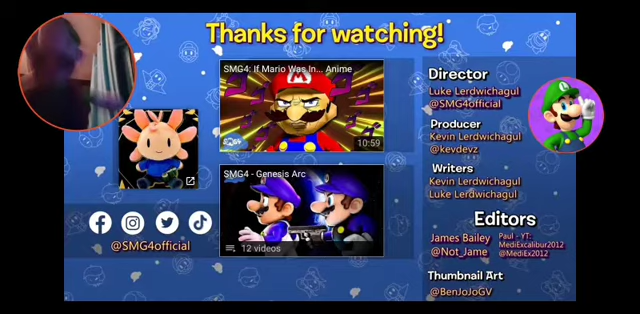 Thanks for watching!
SMG4: If Mario Was In... Anime
10:59
SMG4 - Genesis Arc
12 videos
@SMG4official
Director
Luke Lerdwichagul
@SMG4official
Producer
Kevin Lerdwichagul
@kevdevz
Writers
Kevin Lerdwichagul
Luke Lerdwichagul
Editors
James Bailey
@Not_Jame
Paul - YT:
MediExcalibur2012
@MediEx2012
Thumbnail Art
@BenJoJoGV